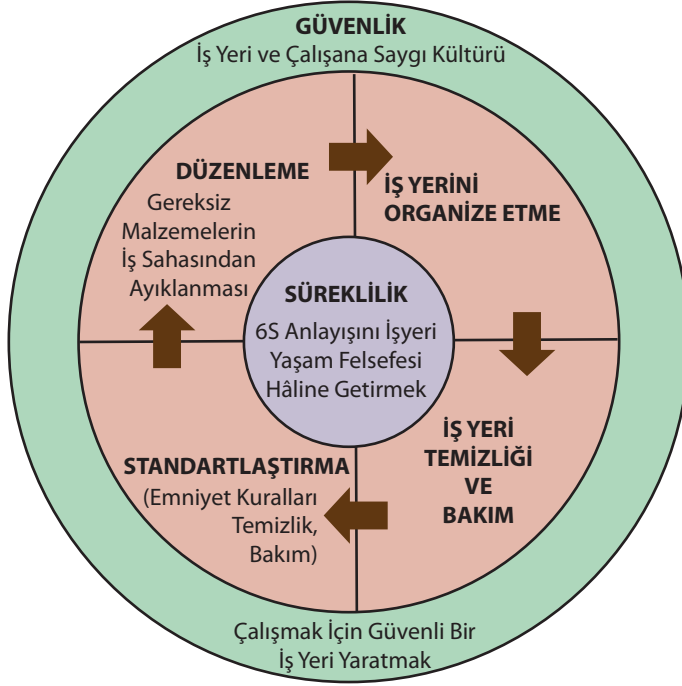 GÜVENLİK
İş Yeri ve Çalışana Saygı Kültürü
DÜZENLEME
Gereksiz
Malzemelerin
İş Sahasından
Ayıklanması
İŞ YERİNİ
ORGANİZE ETME
SÜREKLİLİK
6S Anlayışını İşyeri
Yaşam Felsefesi
Hâline Getirmek
İŞ YERİ
TEMİZLİĞİ
VE
BAKIM
STANDARTLAŞTIRMA
(Emniyet Kuralları
Temizlik,
Bakım)
Çalışmak İçin Güvenli Bir
İş Yeri Yaratmak